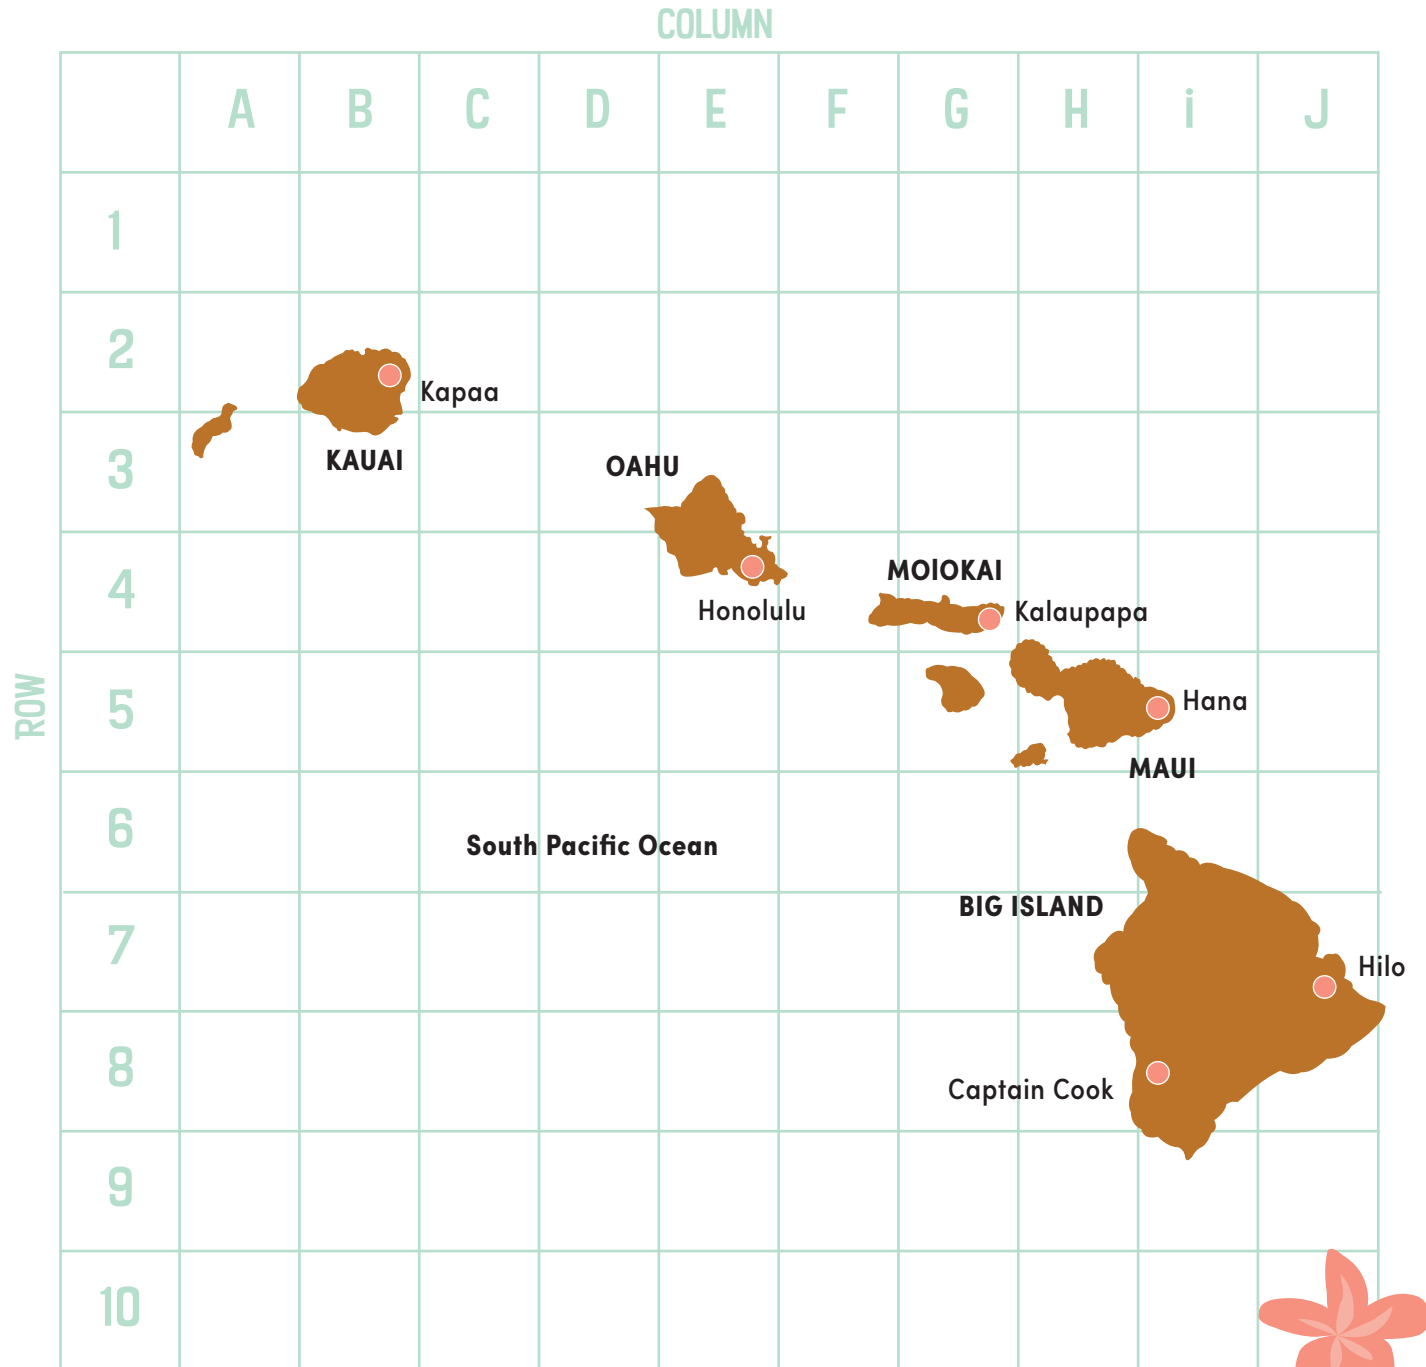 COLUMN
A B C D E F G H i J
1
2
Kapaa
3
KAUAI
OAHU
4
MOlOKAI
Honolulu
Kalaupapa
ROW
5
Hana
MAUI
6
South Pacific Ocean
BIG ISLAND
7
Hilo
8
Captain Cook
9
10